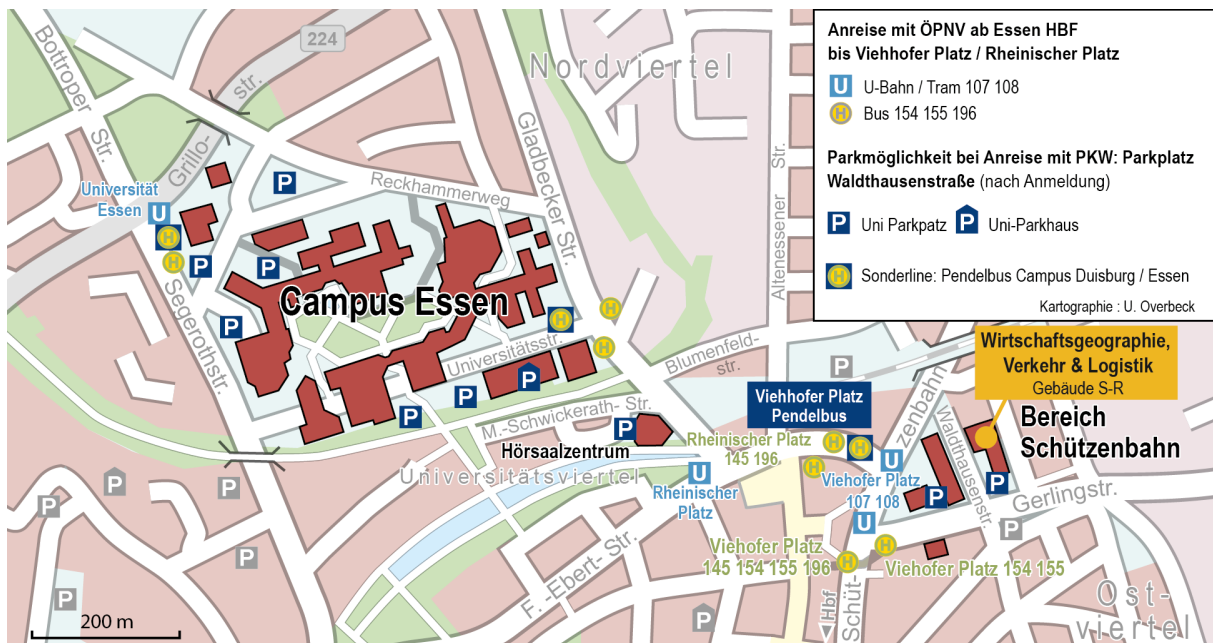 Anreise mit ÖPNV ab Essen HBF
bis Viehhofer Platz / Rheinischer Platz
U U-Bahn / Tram 107 108
H Bus 154 155 196
Parkmöglichkeit bei Anreise mit PKW: Parkplatz
Waldthausenstraße (nach Anmeldung)
P Uni Parkpatz P Uni-Parkhaus
H Sonderline: Pendelbus Campus Duisburg / Essen
Kartographie : U. Overbeck
Bottroper Str.
224
Grillo-
str.
Nordviertel
Gladbecker Str.
Altenessener Str.
Universität
Essen
U
H
H
P
P
P
P
Reckhammerweg
Segerothstr.
Campus Essen
Universitätsstr.
H
H
H
P
P
P
Blumenfeld-
str.
P
M.-Schwickerath- Str.
Hörsaalzentrum
P
Universitätsviertel
Wirtschaftsgeographie,
Verkehr & Logistik
Gebäude S-R
Bereich
Schützenbahn
Viehhofer Platz
Pendelbus
zenbahn
Waldthausenstr.
Rheinischer Platz
145 196
H
H
H
U
U
Rheinischer
Platz
Viehofer Platz
107 108
U
P
P
P
Gerlingstr.
Viehofer Platz
145 154 155 196
H
H
Viehofer Platz 154 155
F. -Ebert- Str.
Hbf
Schüt-
Ost-
viertel
P
P
P
P
P
P
200 m